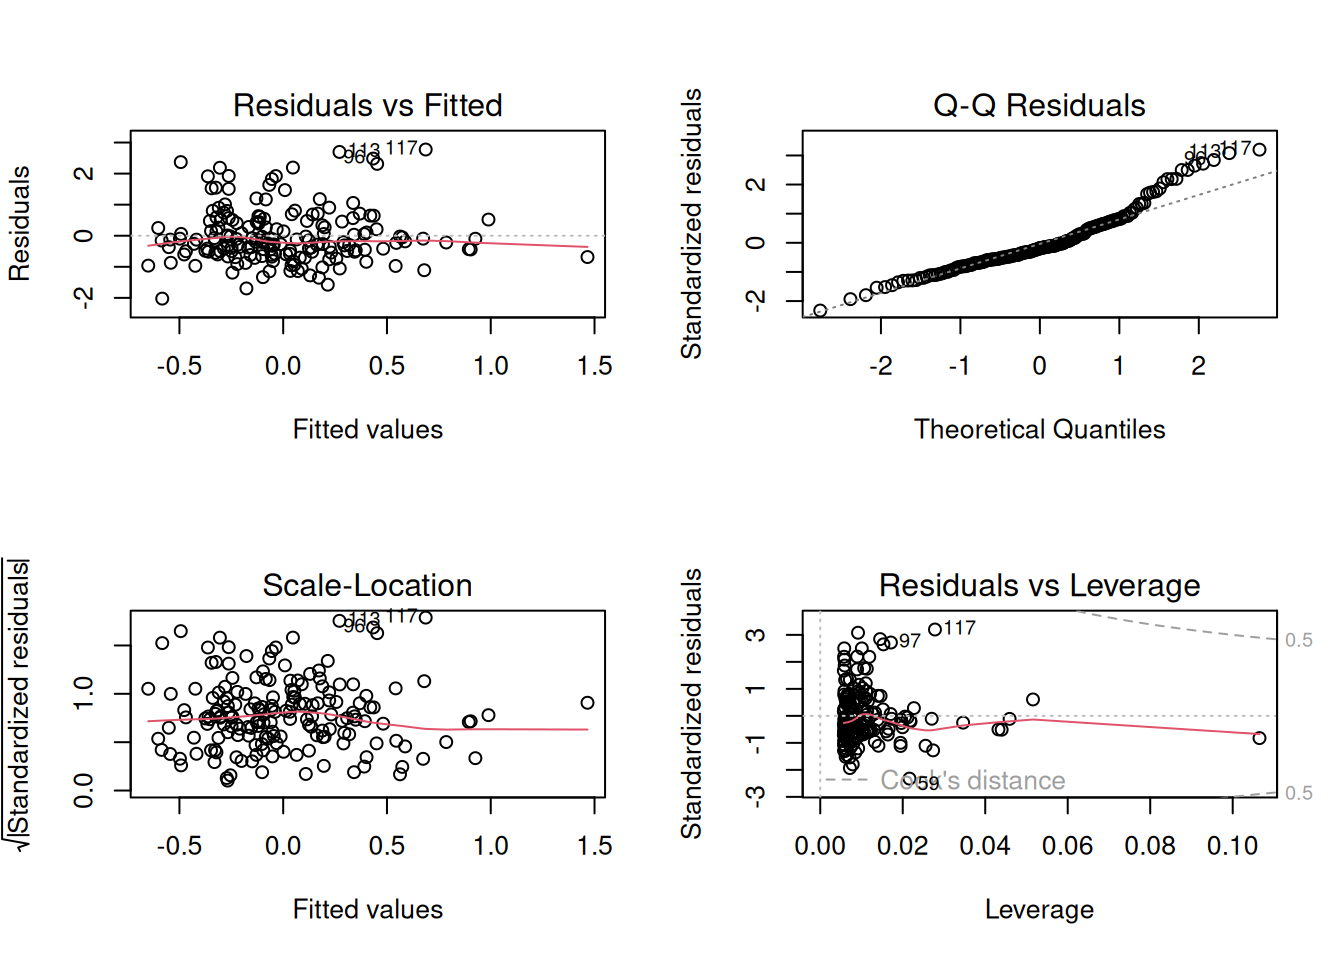 Residuals vs Fitted
Residuals
2
0
-2
113
96
117
-0.5 0.0 0.5 1.0 1.5
Fitted values
Q-Q Residuals
Standardized residuals
2
0
-2
113
96
117
-2 -1 0 1 2
Theoretical Quantiles
Scale-Location
√|Standardized residuals|
1.0
0.0
113
96
117
-0.5 0.0 0.5 1.0 1.5
Fitted values
Residuals vs Leverage
Standardized residuals
3
1
-1
-3
117
97
59
Cook's distance
0.5
0.5
0.00 0.02 0.04 0.06 0.08 0.10
Leverage